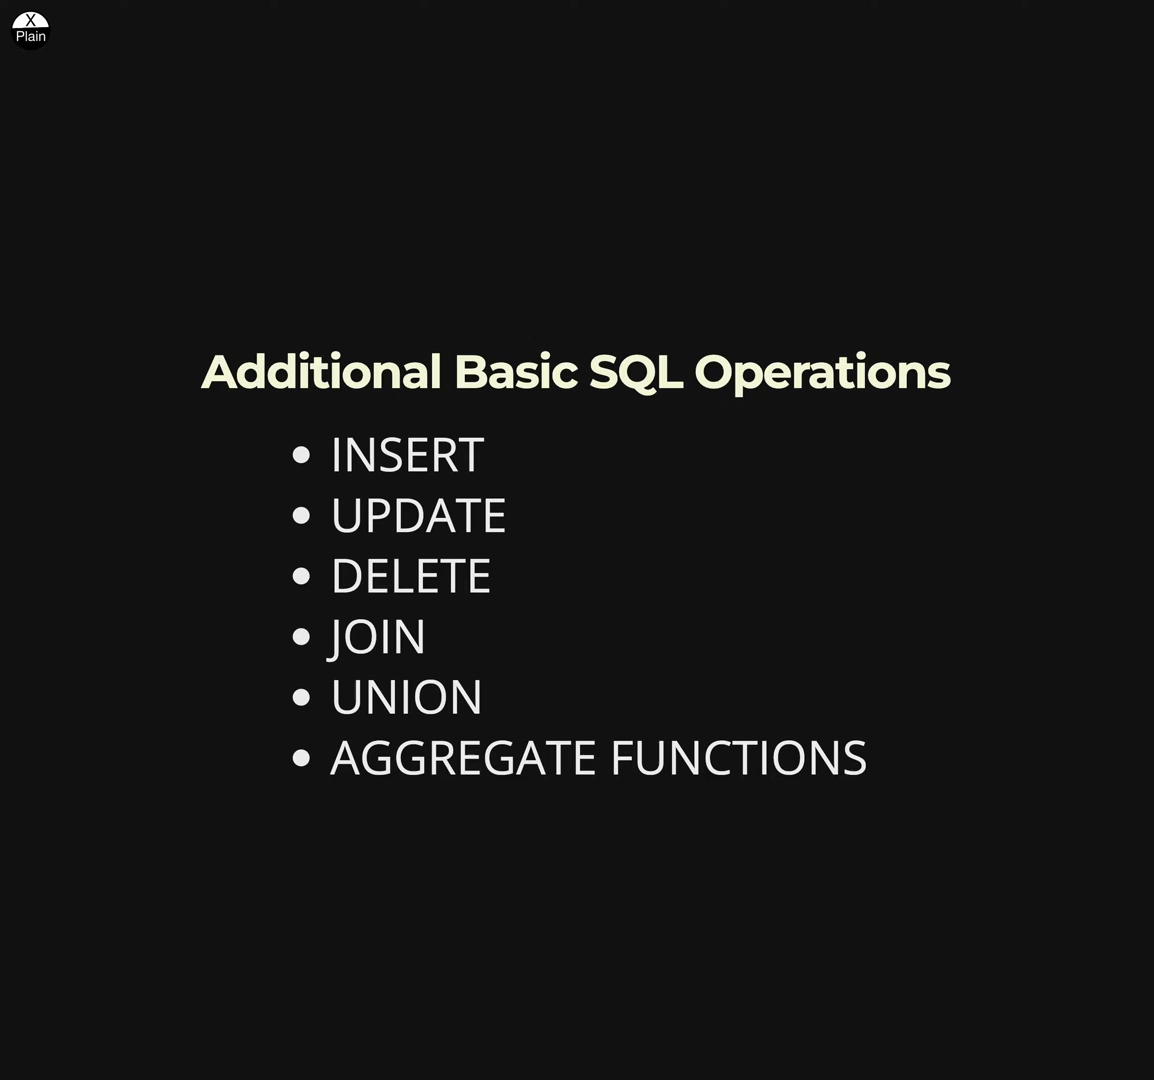 X
Plain
Additional Basic SQL Operations
• INSERT
• UPDATE
• DELETE
• JOIN
• UNION
• AGGREGATE FUNCTIONS